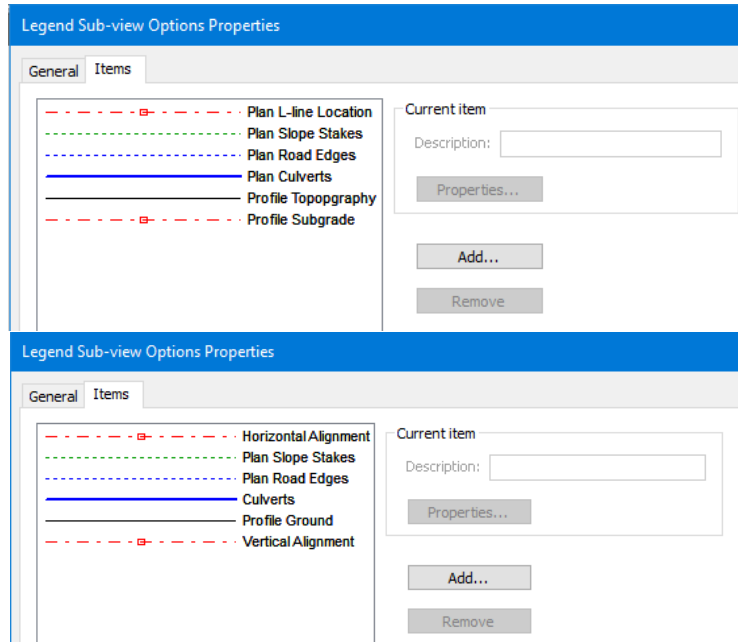 Legend Sub-view Options Properties
General Items
Plan L-line Location
Plan Slope Stakes
Plan Road Edges
Plan Culverts
Profile Topopgraphy
Profile Subgrade
Current item
Description:
Properties...
Add...
Remove
Legend Sub-view Options Properties
General Items
Horizontal Alignment
Plan Slope Stakes
Plan Road Edges
Culverts
Profile Ground
Vertical Alignment
Current item
Description:
Properties...
Add...
Remove